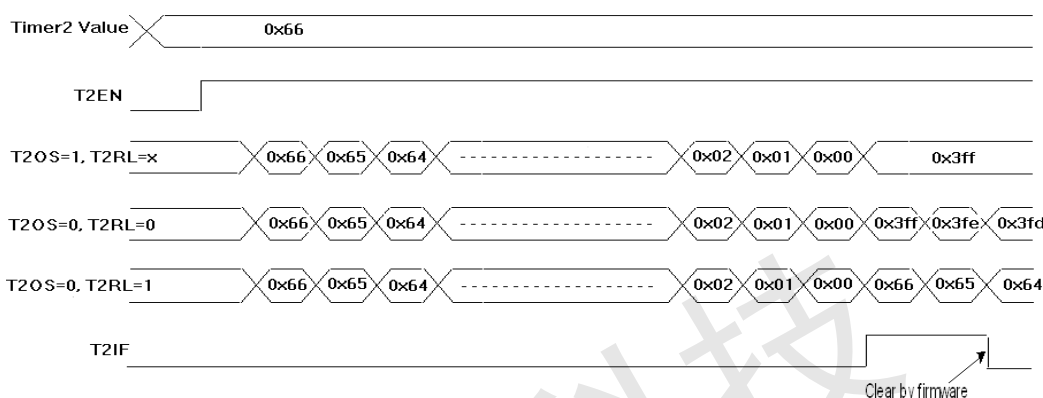 Timer2 Value 0x66
T2EN
T2OS=1, T2RL=x 0x66 0x65 0x64 0x02 0x01 0x00 0x3ff
T2OS=0, T2RL=0 0x66 0x65 0x64 0x02 0x01 0x00 0x3ff 0x3fe 0x3fd
T2OS=0, T2RL=1 0x66 0x65 0x64 0x02 0x01 0x00 0x66 0x65 0x64
T2IF
Clear by firmware
科技